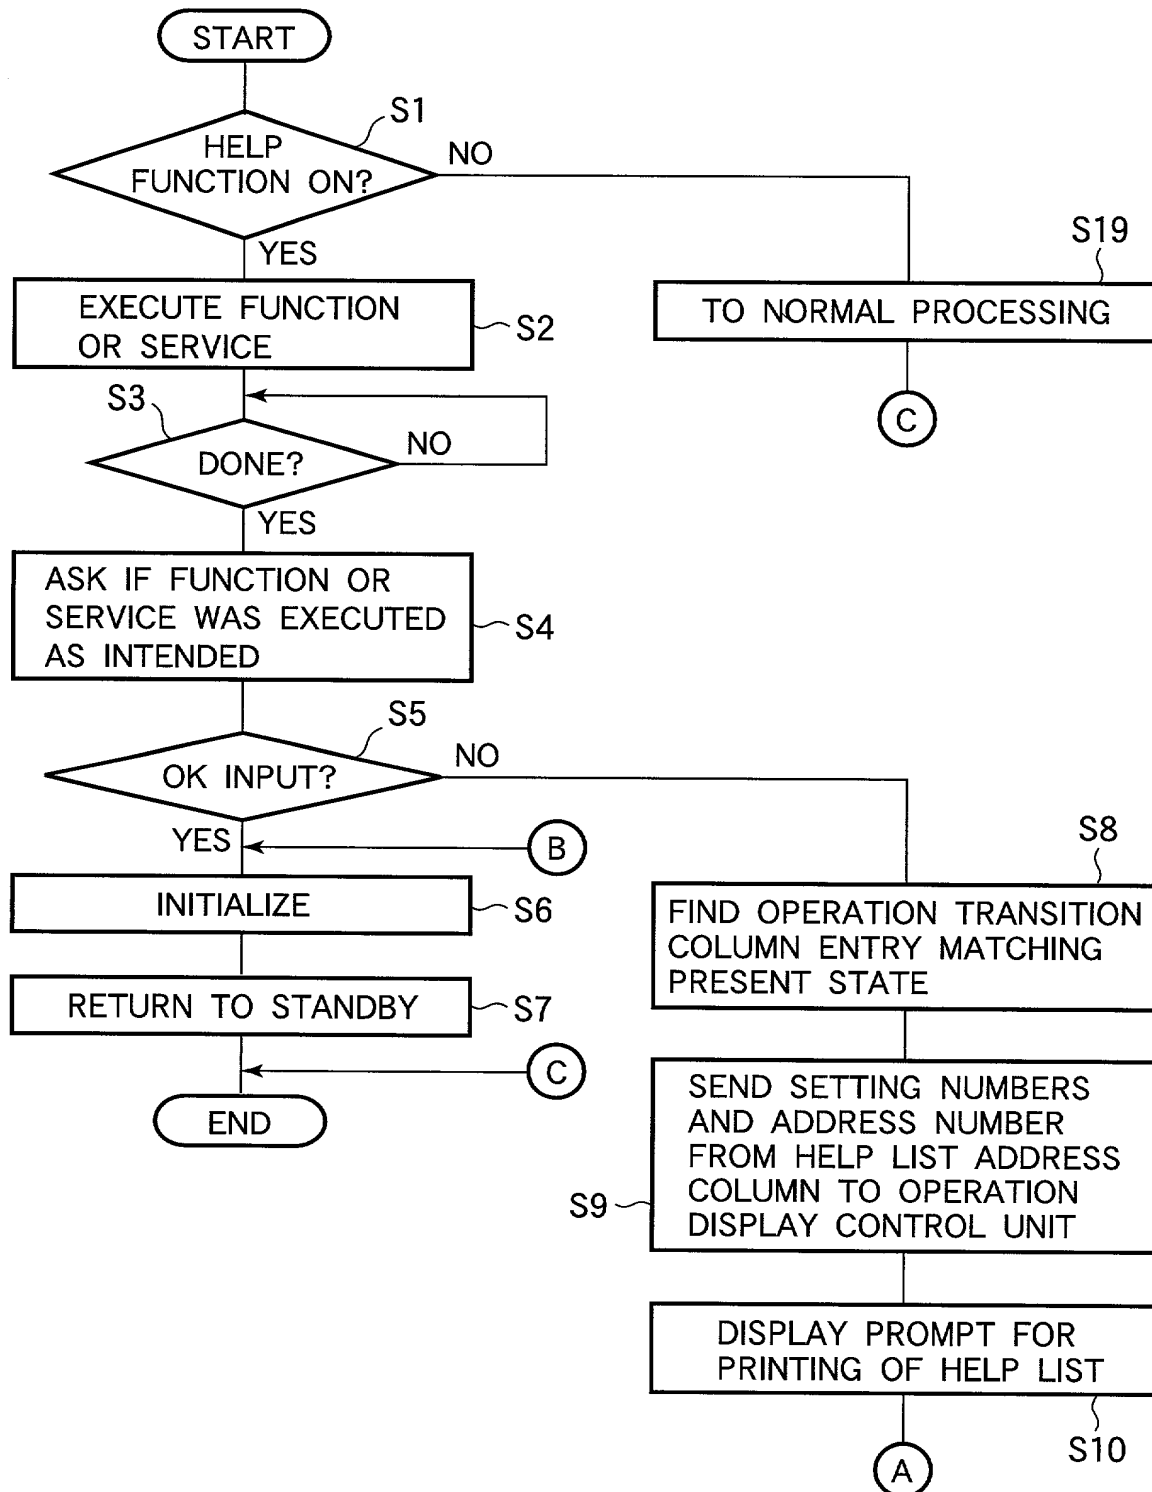 START
S1
HELP
FUNCTION ON?
NO
YES
S19
EXECUTE FUNCTION
OR SERVICE
S2
TO NORMAL PROCESSING
C
S3
DONE?
NO
YES
ASK IF FUNCTION OR
SERVICE WAS EXECUTED
AS INTENDED
S4
S5
OK INPUT?
NO
YES
B
S8
INITIALIZE
S6
FIND OPERATION TRANSITION
COLUMN ENTRY MATCHING
PRESENT STATE
RETURN TO STANDBY
S7
C
END
SEND SETTING NUMBERS
AND ADDRESS NUMBER
FROM HELP LIST ADDRESS
COLUMN TO OPERATION
DISPLAY CONTROL UNIT
S9
DISPLAY PROMPT FOR
PRINTING OF HELP LIST
S10
A